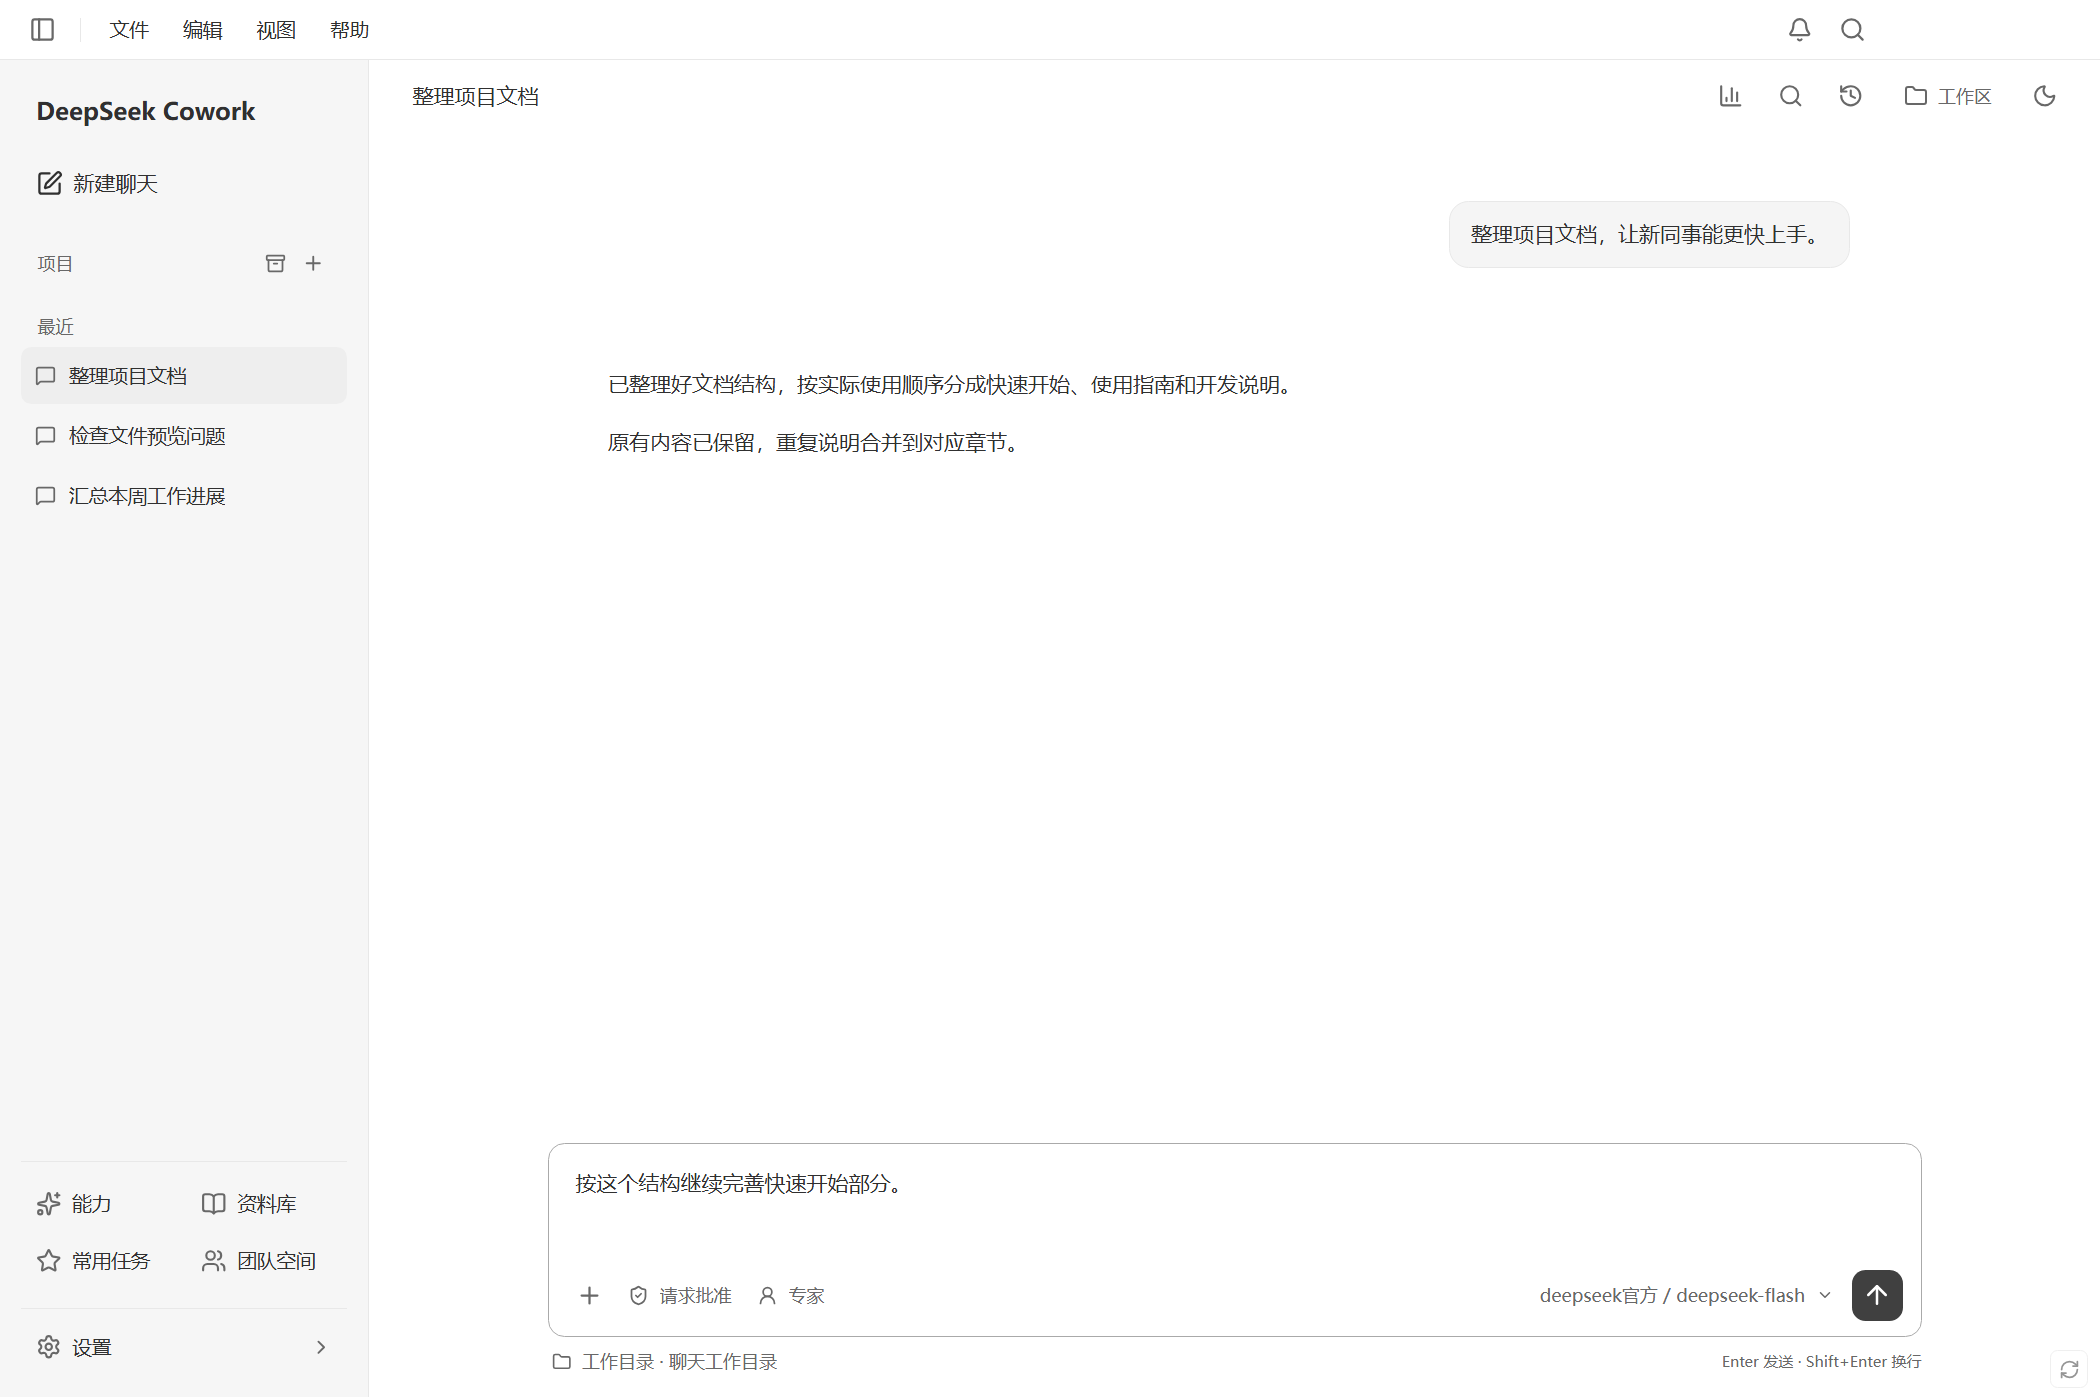 文件 编辑 视图 帮助
DeepSeek Cowork
新建聊天
项目
最近
整理项目文档
检查文件预览问题
汇总本周工作进展
能力 资料库
常用任务 团队空间
设置
整理项目文档
工作区
整理项目文档，让新同事能更快上手。
已整理好文档结构，按实际使用顺序分成快速开始、使用指南和开发说明。
原有内容已保留，重复说明合并到对应章节。
按这个结构继续完善快速开始部分。
请求批准 专家 deepseek官方 / deepseek-flash
工作目录 · 聊天工作目录 Enter 发送 · Shift+Enter 换行